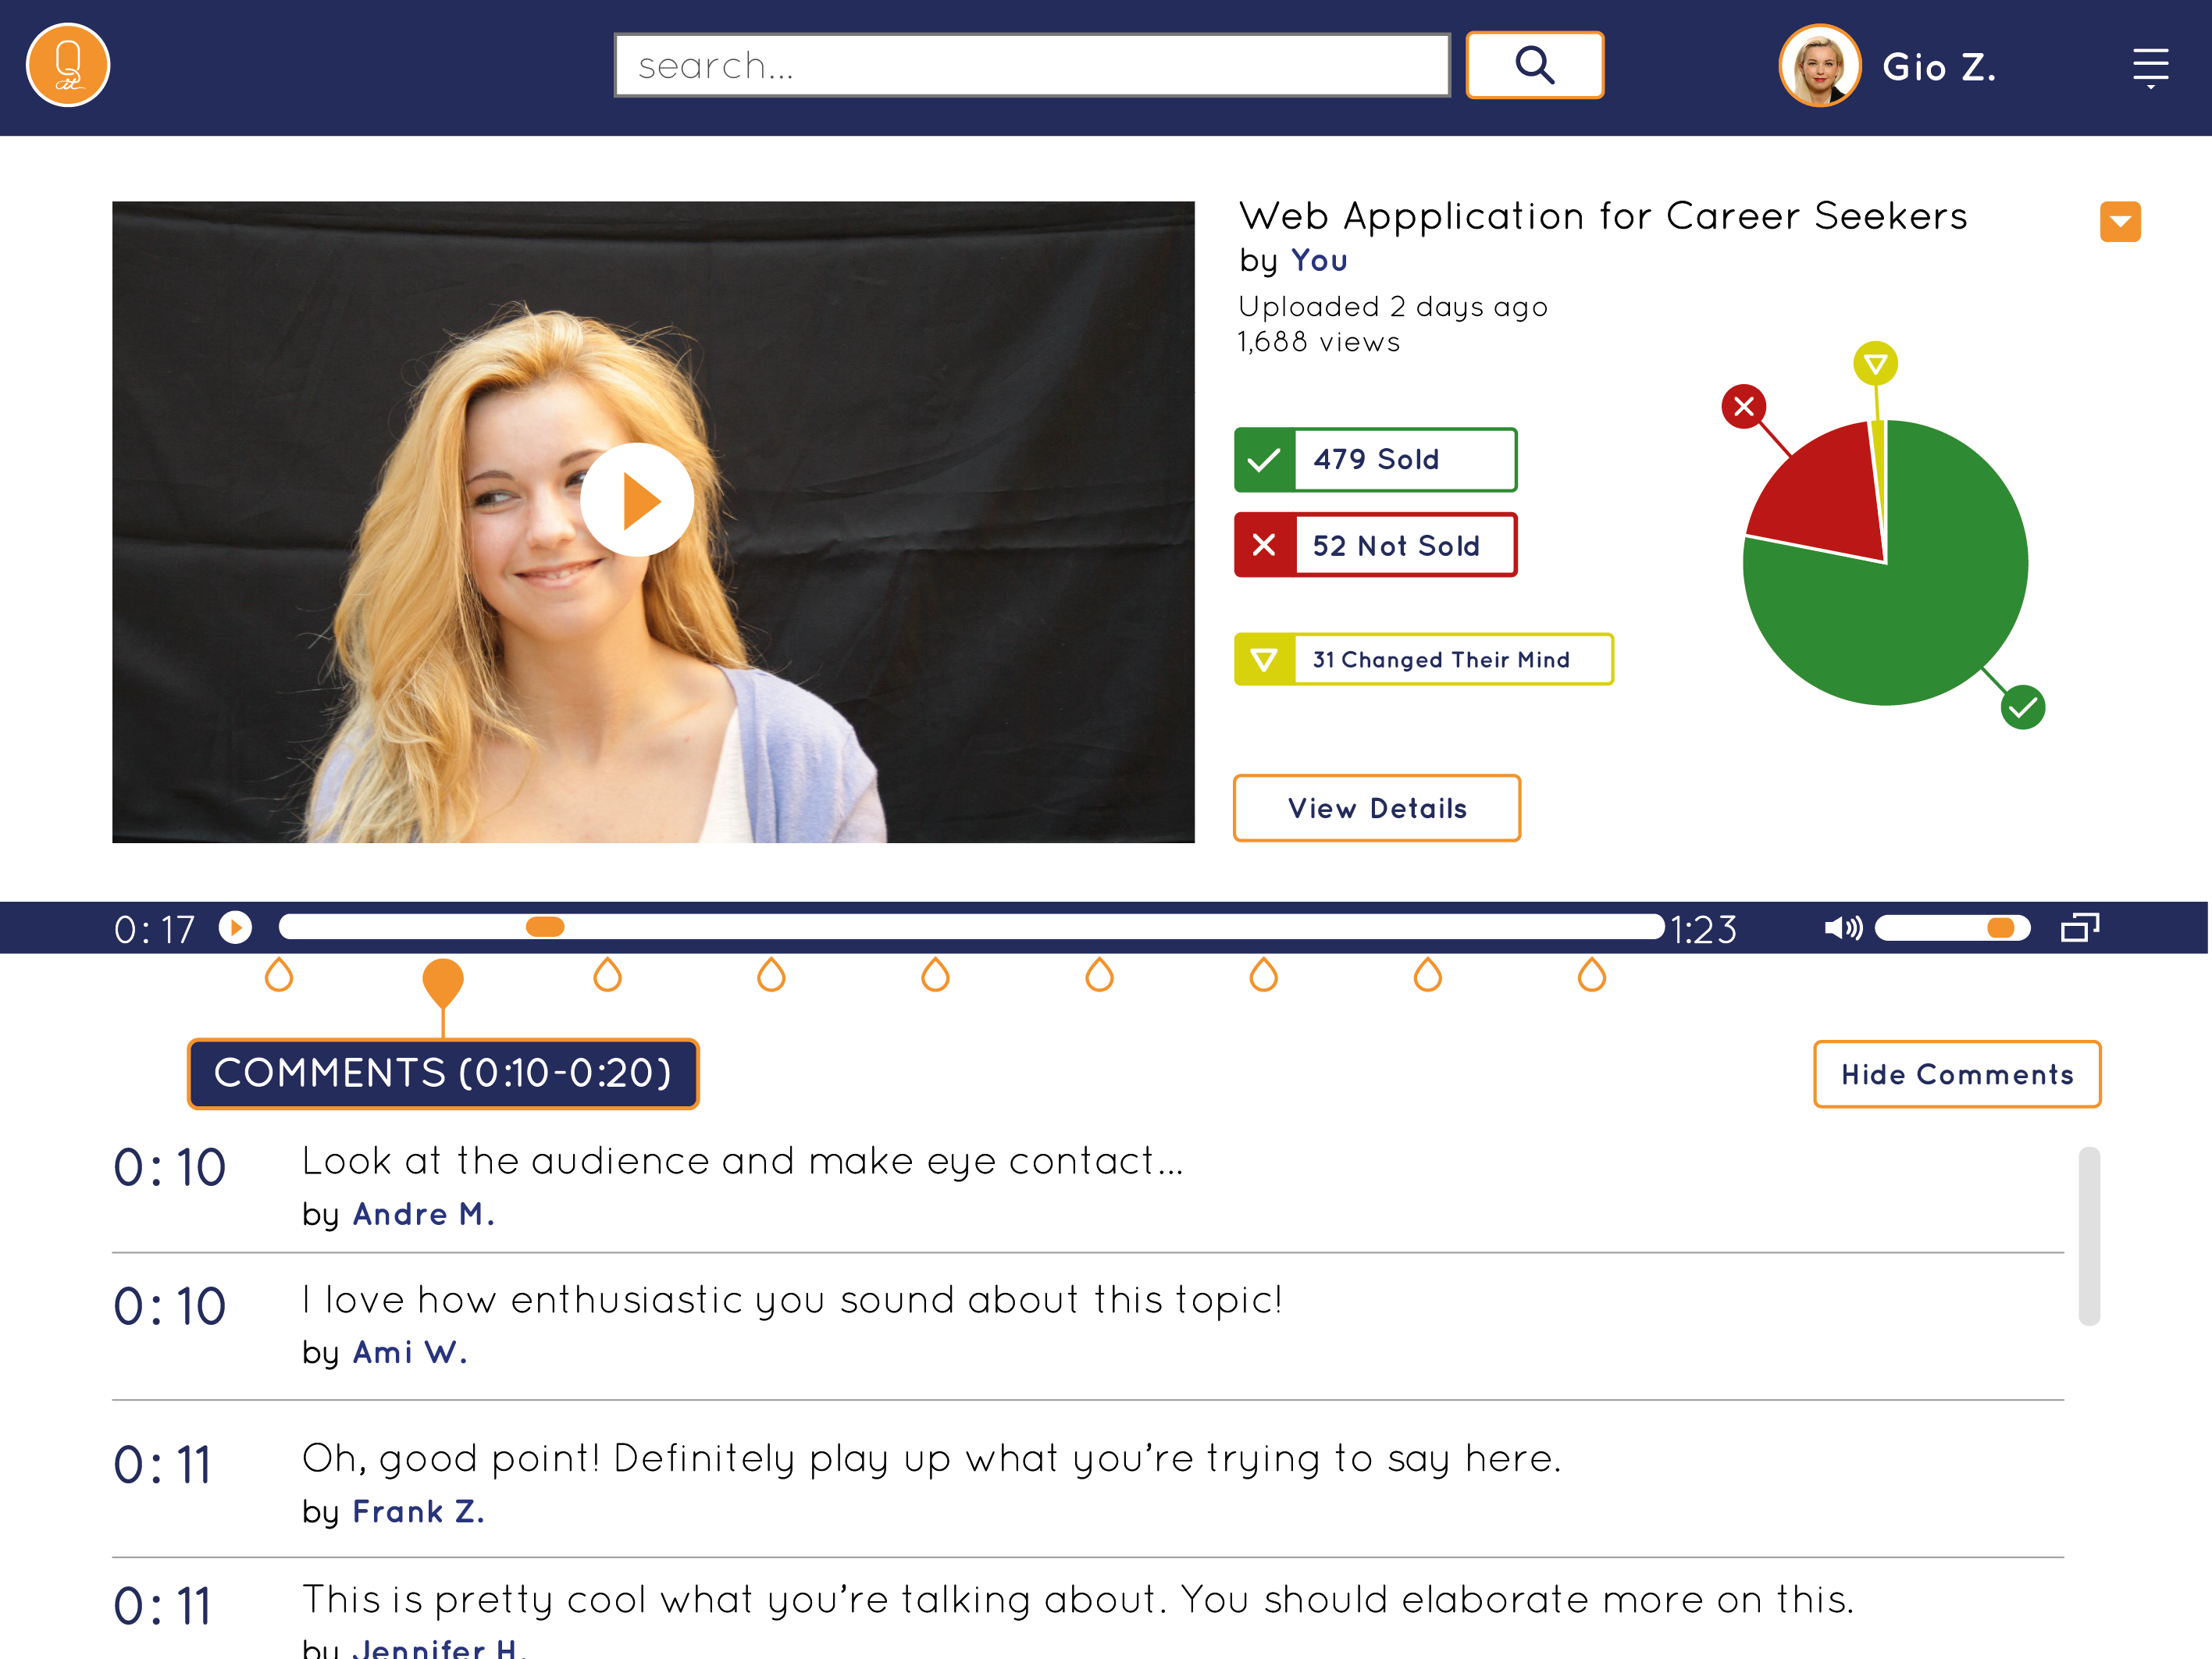 Q
it
search...
Gio Z.
Web Appplication for Career Seekers
by You
Uploaded 2 days ago
1,688 views
479 Sold
52 Not Sold
31 Changed Their Mind
View Details
0:17
1:23
COMMENTS (0:10-0:20)
Hide Comments
0:10
Look at the audience and make eye contact...
by Andre M.
0:10
I love how enthusiastic you sound about this topic!
by Ami W.
0:11
Oh, good point! Definitely play up what you're trying to say here.
by Frank Z.
0:11
This is pretty cool what you're talking about. You should elaborate more on this.
by Jennifer H.